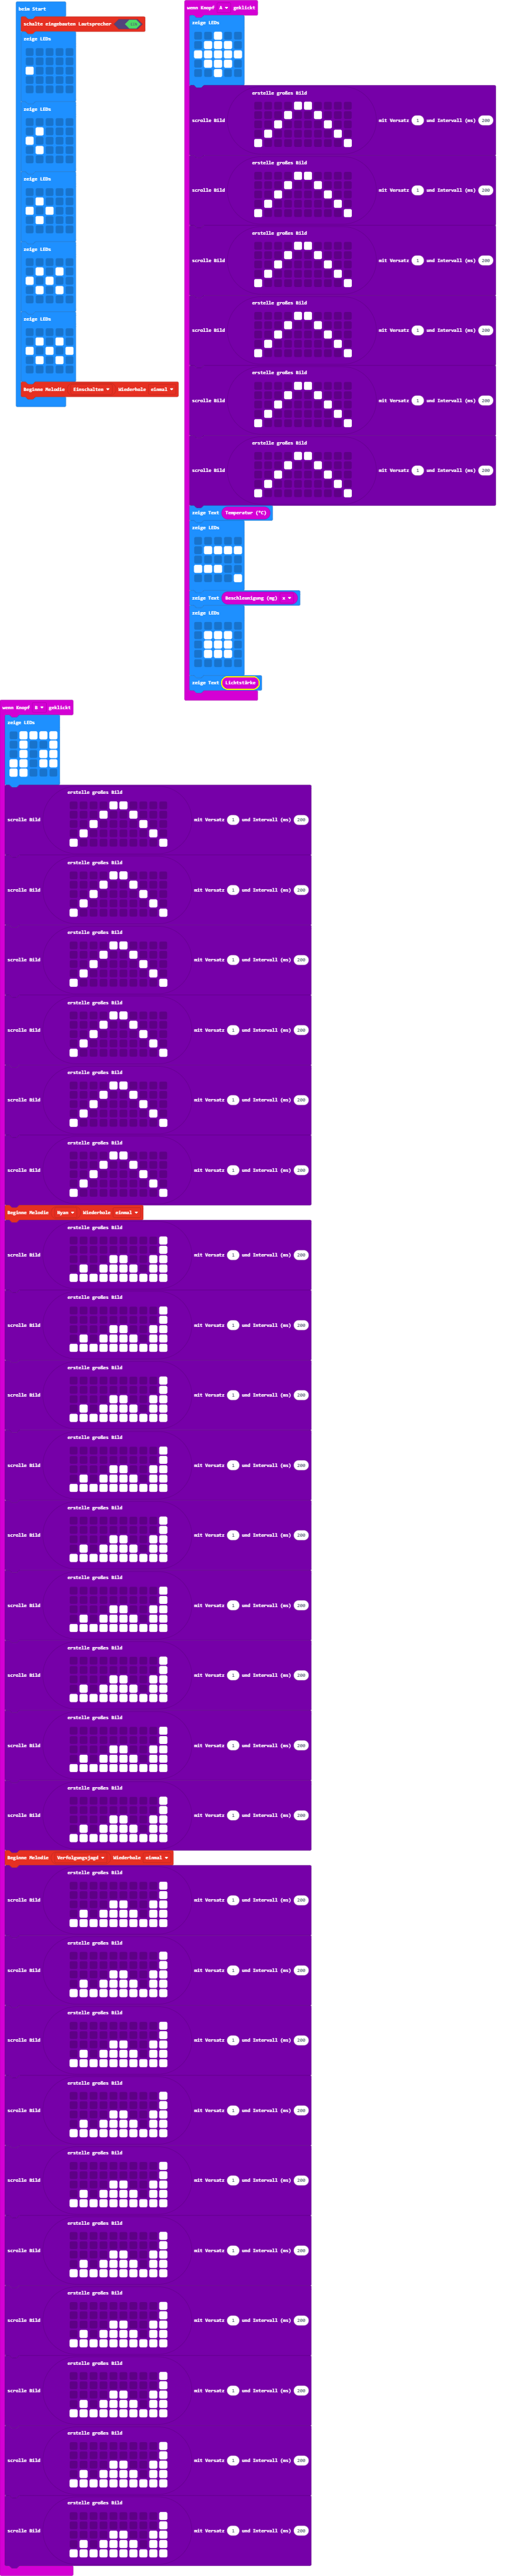 beim Start
schalte eingebauten Lautsprecher
zeige LEDs
zeige LEDs
zeige LEDs
zeige LEDs
zeige LEDs
Beginne Melodie Einschalten Wiederhole einmal
wenn Knopf A geklickt
zeige LEDs
erstelle großes Bild
scrolle Bild mit Versatz 1 und Intervall (ms) 200
erstelle großes Bild
scrolle Bild mit Versatz 1 und Intervall (ms) 200
erstelle großes Bild
scrolle Bild mit Versatz 1 und Intervall (ms) 200
erstelle großes Bild
scrolle Bild mit Versatz 1 und Intervall (ms) 200
erstelle großes Bild
scrolle Bild mit Versatz 1 und Intervall (ms) 200
erstelle großes Bild
scrolle Bild mit Versatz 1 und Intervall (ms) 200
zeige Text Temperatur (°C)
zeige LEDs
zeige Text Beschleunigung (mg) x
zeige LEDs
zeige Text Lichtstärke
wenn Knopf B geklickt
zeige LEDs
erstelle großes Bild
scrolle Bild mit Versatz 1 und Intervall (ms) 200
erstelle großes Bild
scrolle Bild mit Versatz 1 und Intervall (ms) 200
erstelle großes Bild
scrolle Bild mit Versatz 1 und Intervall (ms) 200
erstelle großes Bild
scrolle Bild mit Versatz 1 und Intervall (ms) 200
erstelle großes Bild
scrolle Bild mit Versatz 1 und Intervall (ms) 200
erstelle großes Bild
scrolle Bild mit Versatz 1 und Intervall (ms) 200
Beginne Melodie Nyan Wiederhole einmal
erstelle großes Bild
scrolle Bild mit Versatz 1 und Intervall (ms) 200
erstelle großes Bild
scrolle Bild mit Versatz 1 und Intervall (ms) 200
erstelle großes Bild
scrolle Bild mit Versatz 1 und Intervall (ms) 200
erstelle großes Bild
scrolle Bild mit Versatz 1 und Intervall (ms) 200
erstelle großes Bild
scrolle Bild mit Versatz 1 und Intervall (ms) 200
erstelle großes Bild
scrolle Bild mit Versatz 1 und Intervall (ms) 200
erstelle großes Bild
scrolle Bild mit Versatz 1 und Intervall (ms) 200
erstelle großes Bild
scrolle Bild mit Versatz 1 und Intervall (ms) 200
erstelle großes Bild
scrolle Bild mit Versatz 1 und Intervall (ms) 200
Beginne Melodie Verfolgungsjagd Wiederhole einmal
erstelle großes Bild
scrolle Bild mit Versatz 1 und Intervall (ms) 200
erstelle großes Bild
scrolle Bild mit Versatz 1 und Intervall (ms) 200
erstelle großes Bild
scrolle Bild mit Versatz 1 und Intervall (ms) 200
erstelle großes Bild
scrolle Bild mit Versatz 1 und Intervall (ms) 200
erstelle großes Bild
scrolle Bild mit Versatz 1 und Intervall (ms) 200
erstelle großes Bild
scrolle Bild mit Versatz 1 und Intervall (ms) 200
erstelle großes Bild
scrolle Bild mit Versatz 1 und Intervall (ms) 200
erstelle großes Bild
scrolle Bild mit Versatz 1 und Intervall (ms) 200
erstelle großes Bild
scrolle Bild mit Versatz 1 und Intervall (ms) 200
erstelle großes Bild
scrolle Bild mit Versatz 1 und Intervall (ms) 200